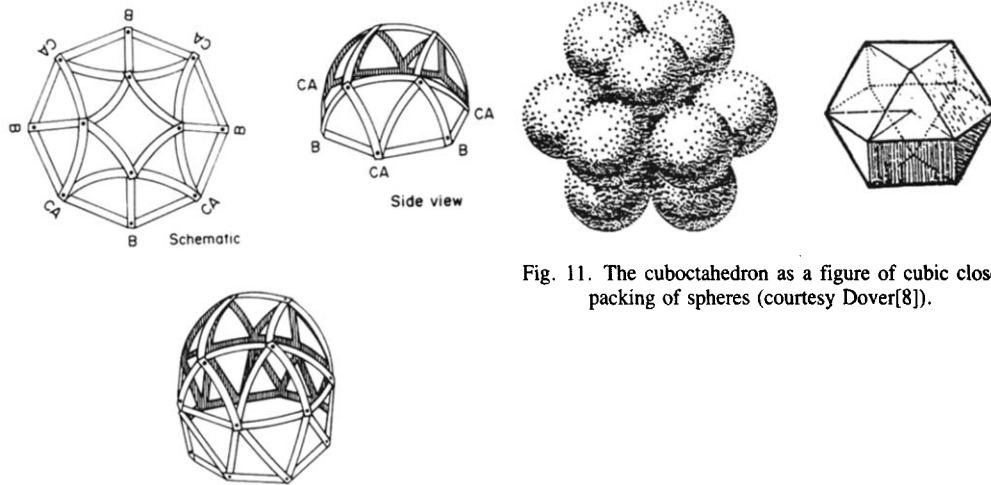 B
CA
CA
B
B
CA
CA
B
Schematic
CA
CA
B
B
CA
Side view
Fig. 11. The cuboctahedron as a figure of cubic close
packing of spheres (courtesy Dover[8]).